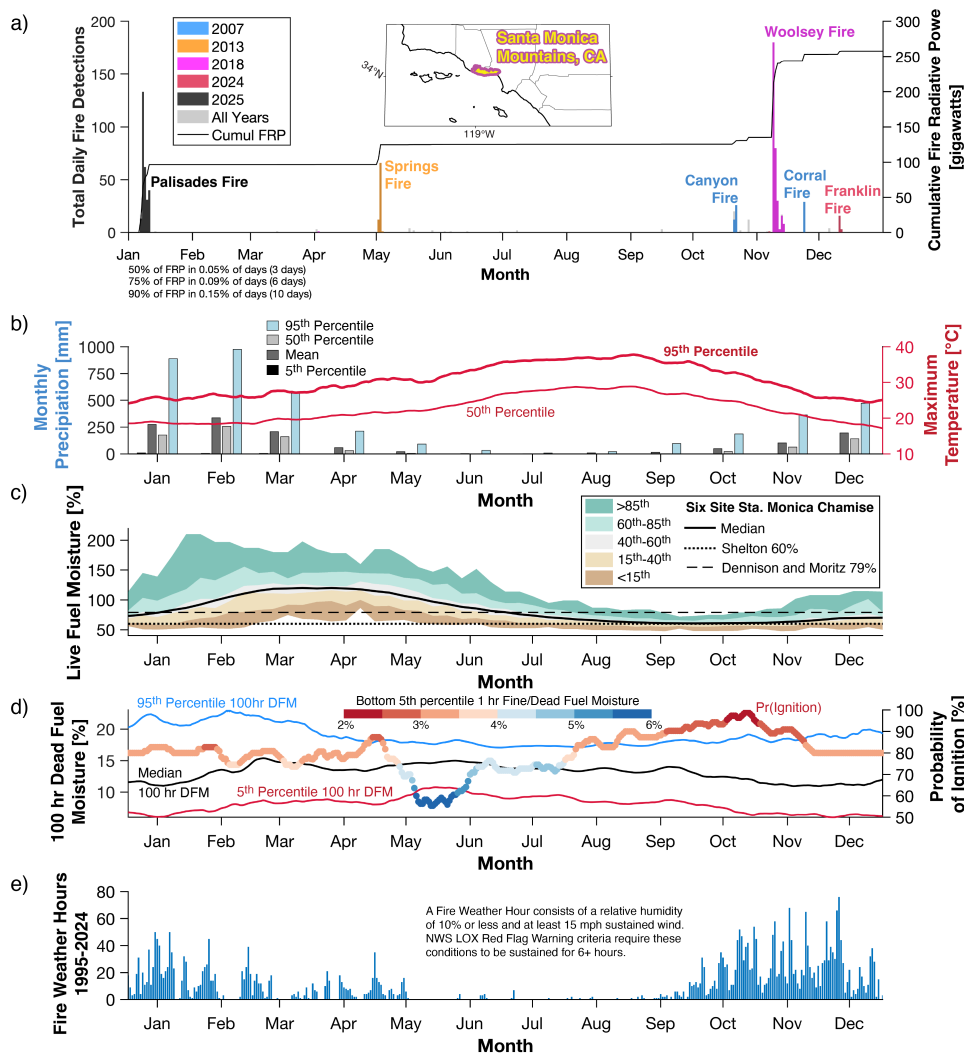 a)
2007
2013
2018
2024
2025
All Years
Cumul FRP
Santa Monica
Mountains, CA
34°N
119°W
Woolsey Fire
Palisades Fire
Springs
Fire
Canyon
Fire
Corral
Fire
Franklin
Fire
Total Daily Fire Detections
200
150
100
50
0
300
250
200
150
100
50
0
Cumulative Fire Radiative Power
[gigawatts]
Jan Feb Mar Apr May Jun Jul Aug Sep Oct Nov Dec
Month
50% of FRP in 0.05% of days (3 days)
75% of FRP in 0.09% of days (6 days)
90% of FRP in 0.15% of days (10 days)
b)
95th Percentile
50th Percentile
Mean
5th Percentile
Monthly
Precipiation [mm]
1000
750
500
250
0
95th Percentile
50th Percentile
40
30
20
10
Maximum
Temperature [°C]
Jan Feb Mar Apr May Jun Jul Aug Sep Oct Nov Dec
Month
c)
>85th
60th-85th
40th-60th
15th-40th
<15th
Six Site Sta. Monica Chamise
Median
Shelton 60%
Dennison and Moritz 79%
Live Fuel Moisture [%]
200
150
100
50
Jan Feb Mar Apr May Jun Jul Aug Sep Oct Nov Dec
Month
d)
95th Percentile 100hr DFM
Bottom 5th percentile 1 hr Fine/Dead Fuel Moisture
2% 3% 4% 5% 6%
Pr(Ignition)
Median
100 hr DFM
5th Percentile 100 hr DFM
100 hr Dead Fuel
Moisture [%]
20
15
10
100
90
80
70
60
50
Probability
of Ignition [%]
Jan Feb Mar Apr May Jun Jul Aug Sep Oct Nov Dec
Month
e)
Fire Weather Hours
1995-2024
80
60
40
20
0
A Fire Weather Hour consists of a relative humidity
of 10% or less and at least 15 mph sustained wind.
NWS LOX Red Flag Warning criteria require these
conditions to be sustained for 6+ hours.
Jan Feb Mar Apr May Jun Jul Aug Sep Oct Nov Dec
Month